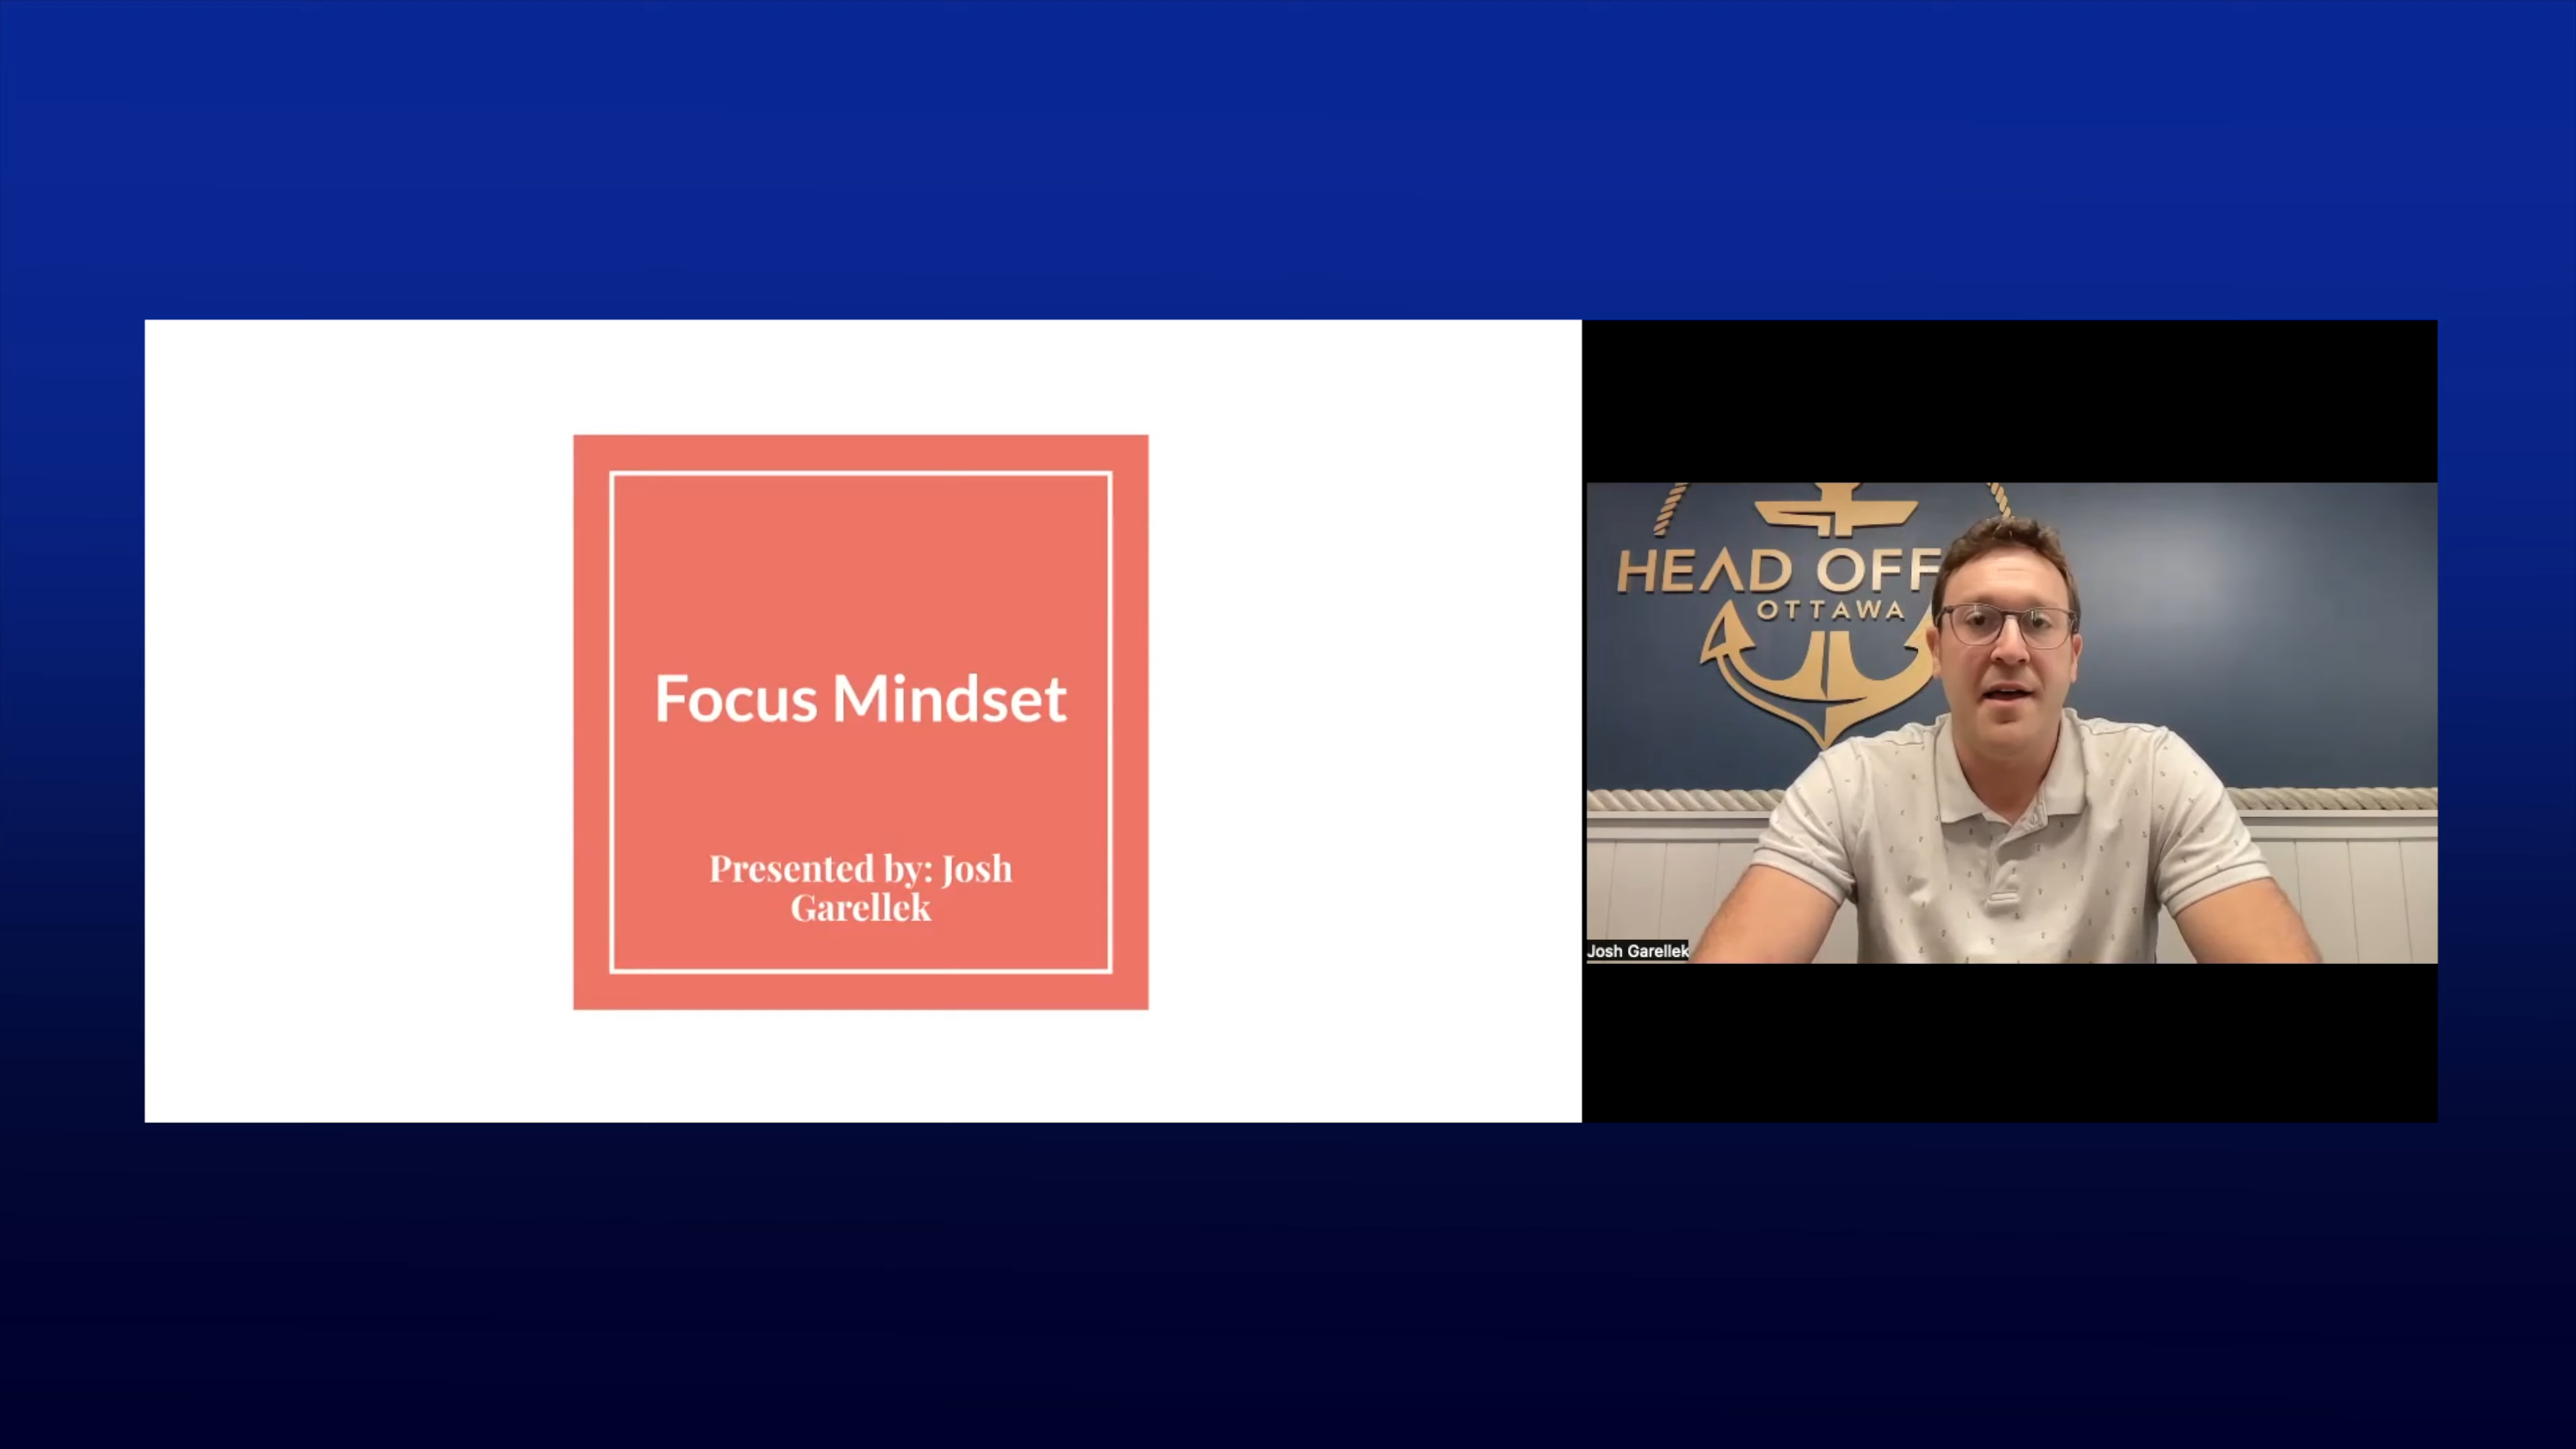 Focus Mindset
Presented by: Josh
Garellek
HEAD OFF
OTTAWA
Josh Garellek